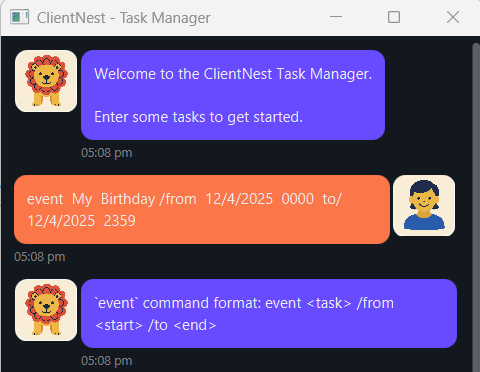 ClientNest - Task Manager
Welcome to the ClientNest Task Manager.
Enter some tasks to get started.
05:08 pm
event  My  Birthday /from  12/4/2025  0000  to/
12/4/2025  2359
05:08 pm
`event` command format: event <task> /from
<start> /to <end>
05:08 pm